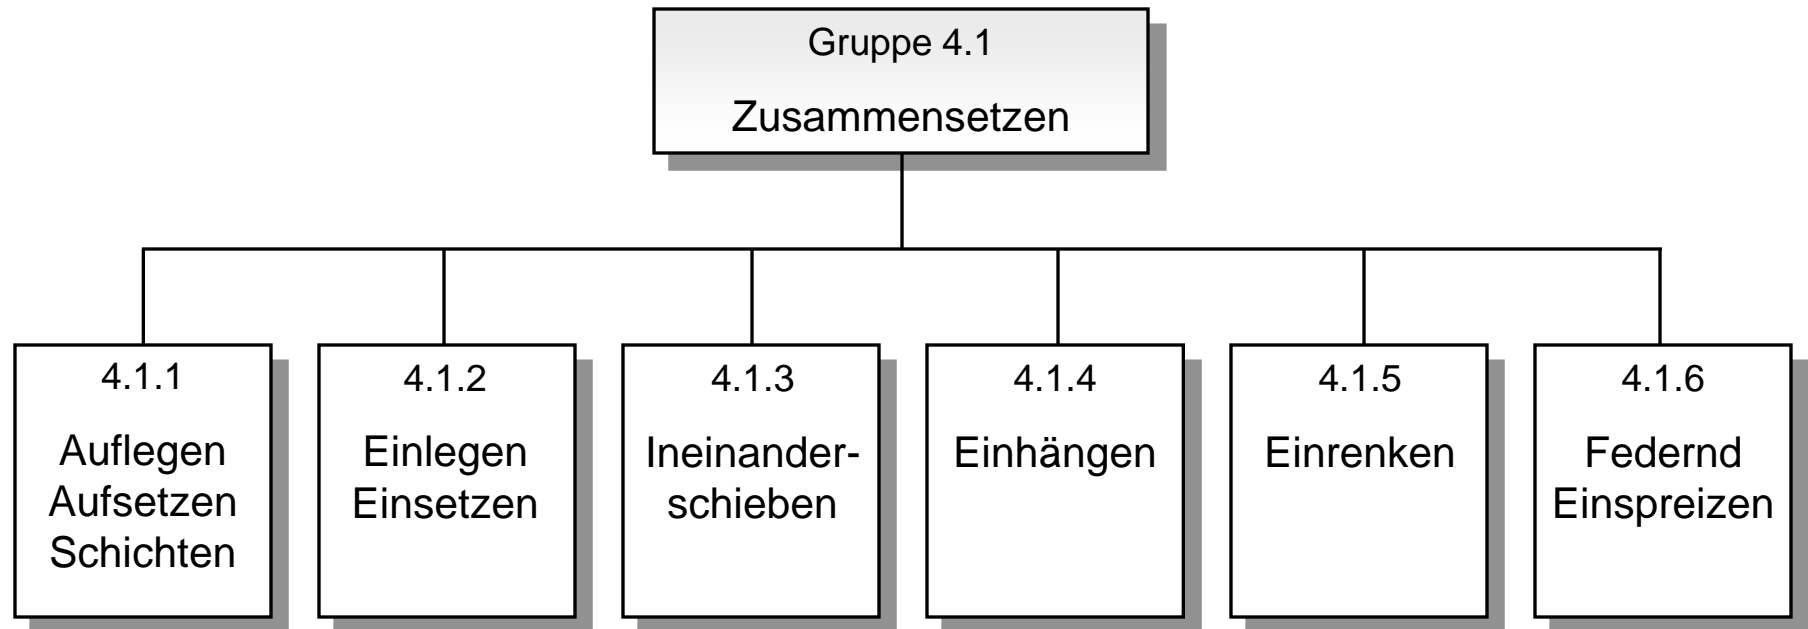 Gruppe 4.1
Zusammensetzen
4.1.1
Auflegen
Aufsetzen
Schichten
4.1.2
Einlegen
Einsetzen
4.1.3
Ineinander-
schieben
4.1.4
Einhängen
4.1.5
Einrenken
4.1.6
Federnd
Einspreizen